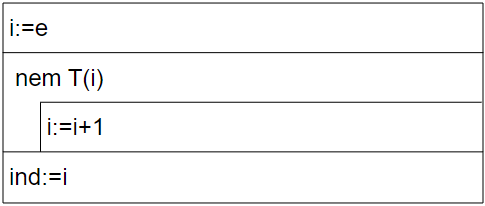 i:=e
nem T(i)
i:=i+1
ind:=i